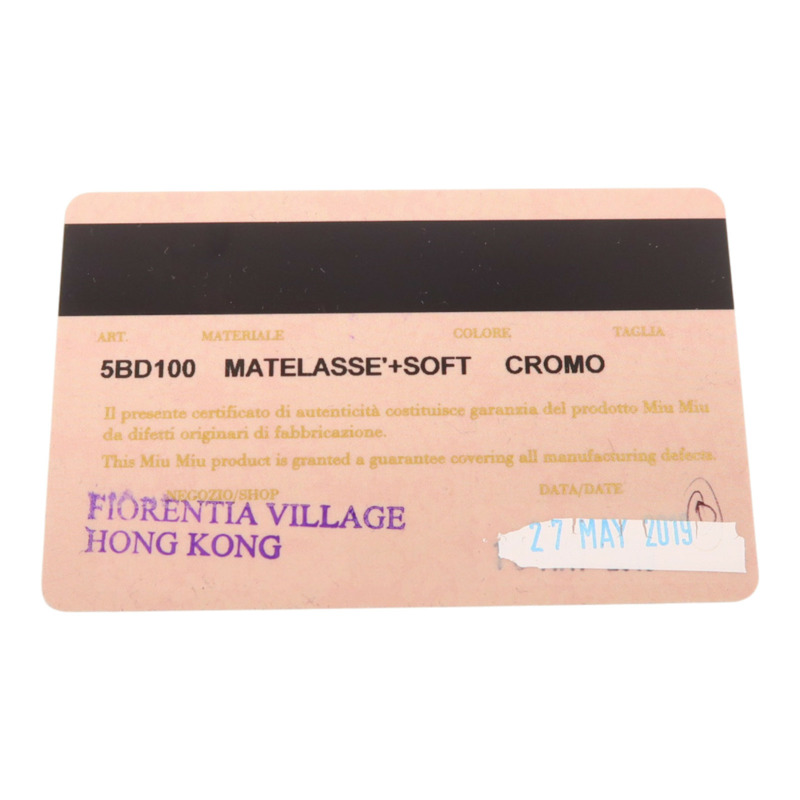 ART. MATERIALE COLORE TAGLIA
5BD100 MATELASSE'+SOFT CROMO
Il presente certificato di autenticità costituisce garanzia del prodotto Miu Miu
da difetti originari di fabbricazione.
This Miu Miu product is granted a guarantee covering all manufacturing defects.
NEGOZIO/SHOP DATA/DATE
FIORENTIA VILLAGE
HONG KONG
27 MAY 2019